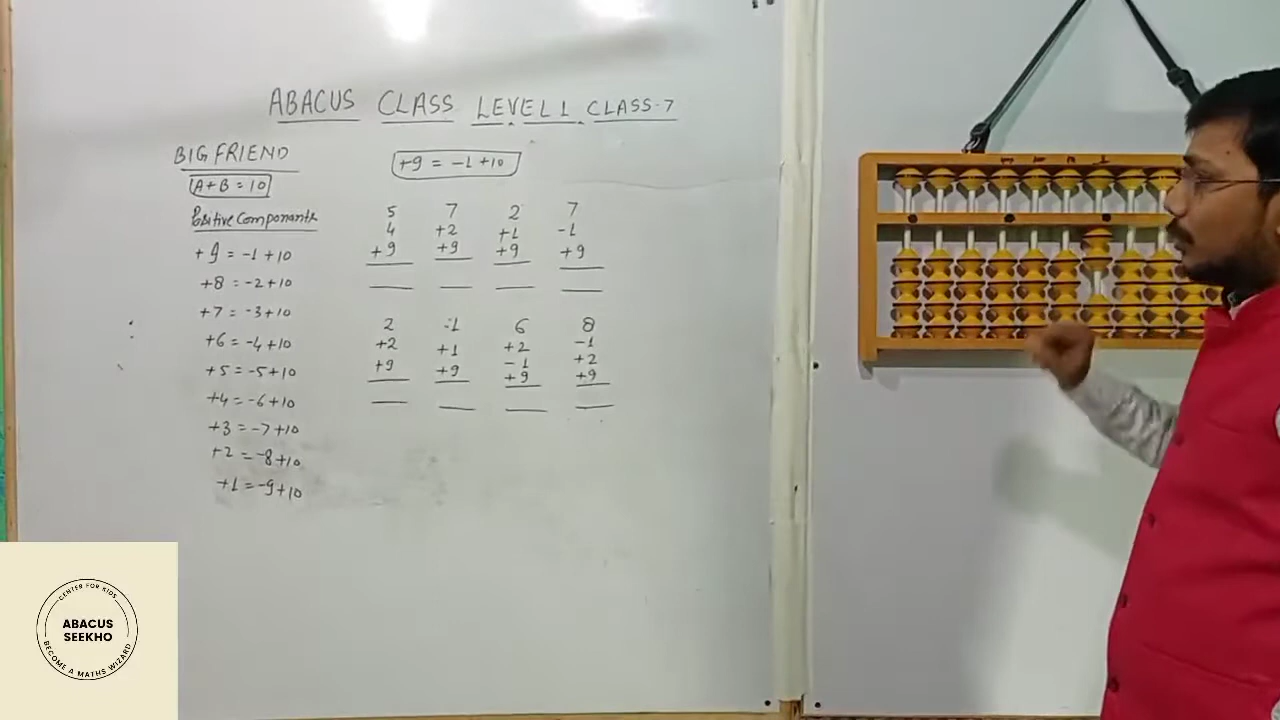 ABACUS CLASS LEVEL 1 CLASS-7
BIG FRIEND
A+B = 10
Positive Componants
+9 = -1+10
+8 = -2+10
+7 = -3+10
+6 = -4+10
+5 = -5+10
+4 = -6+10
+3 = -7+10
+2 = -8+10
+1 = -9+10
+9 = -1+10
5 7 2 7
4 +2 +1 -1
+9 +9 +9 +9
2 1 6 8
+2 +1 +2 -1
+9 +9 -1 +2
+9 +9
CENTER FOR KIDS
ABACUS
SEEKHO
BECOME A MATHS WIZARD